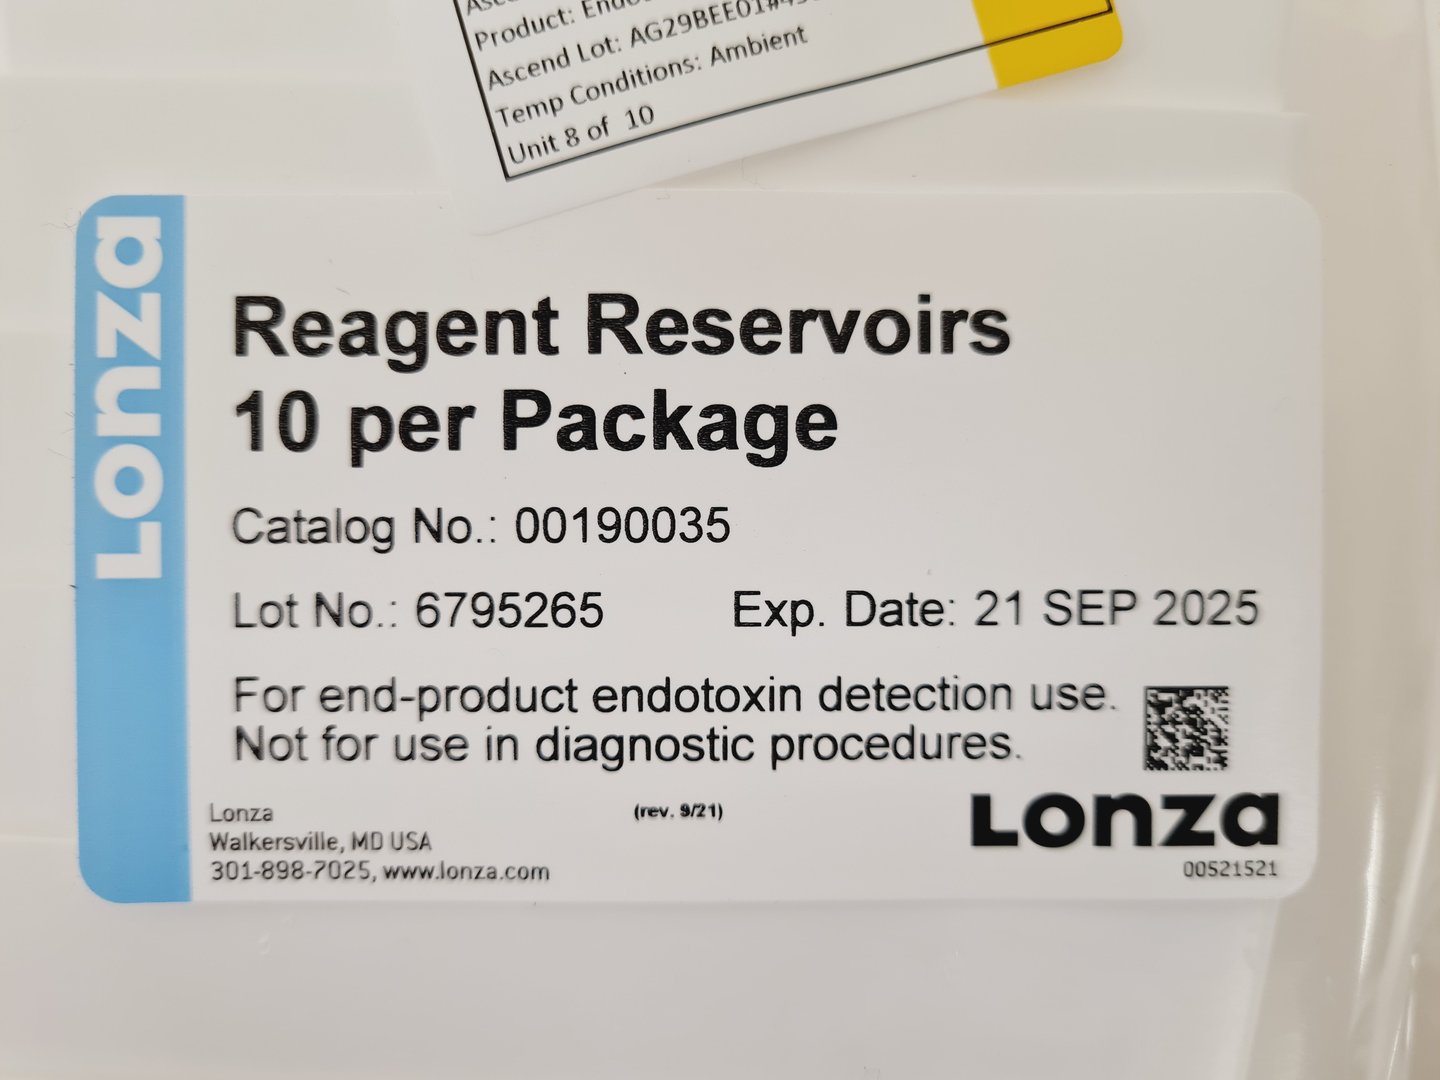 Product:
Ascend Lot:
Temp Conditions: Ambient
Unit 8 of 10
Lonza
Reagent Reservoirs
10 per Package
Catalog No.: 00190035
Lot No.: 6795265 Exp. Date: 21 SEP 2025
For end-product endotoxin detection use.
Not for use in diagnostic procedures.
Lonza
Walkersville, MD USA
301-898-7025, www.lonza.com
(rev. 9/21)
Lonza
00521521